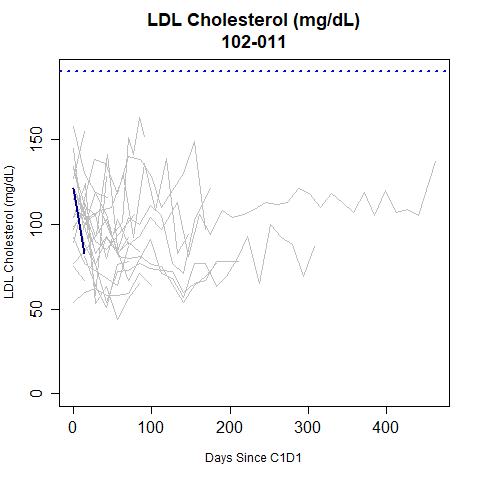 LDL Cholesterol (mg/dL)
102-011
LDL Cholesterol (mg/dL)
150
100
50
0
0 100 200 300 400
Days Since C1D1